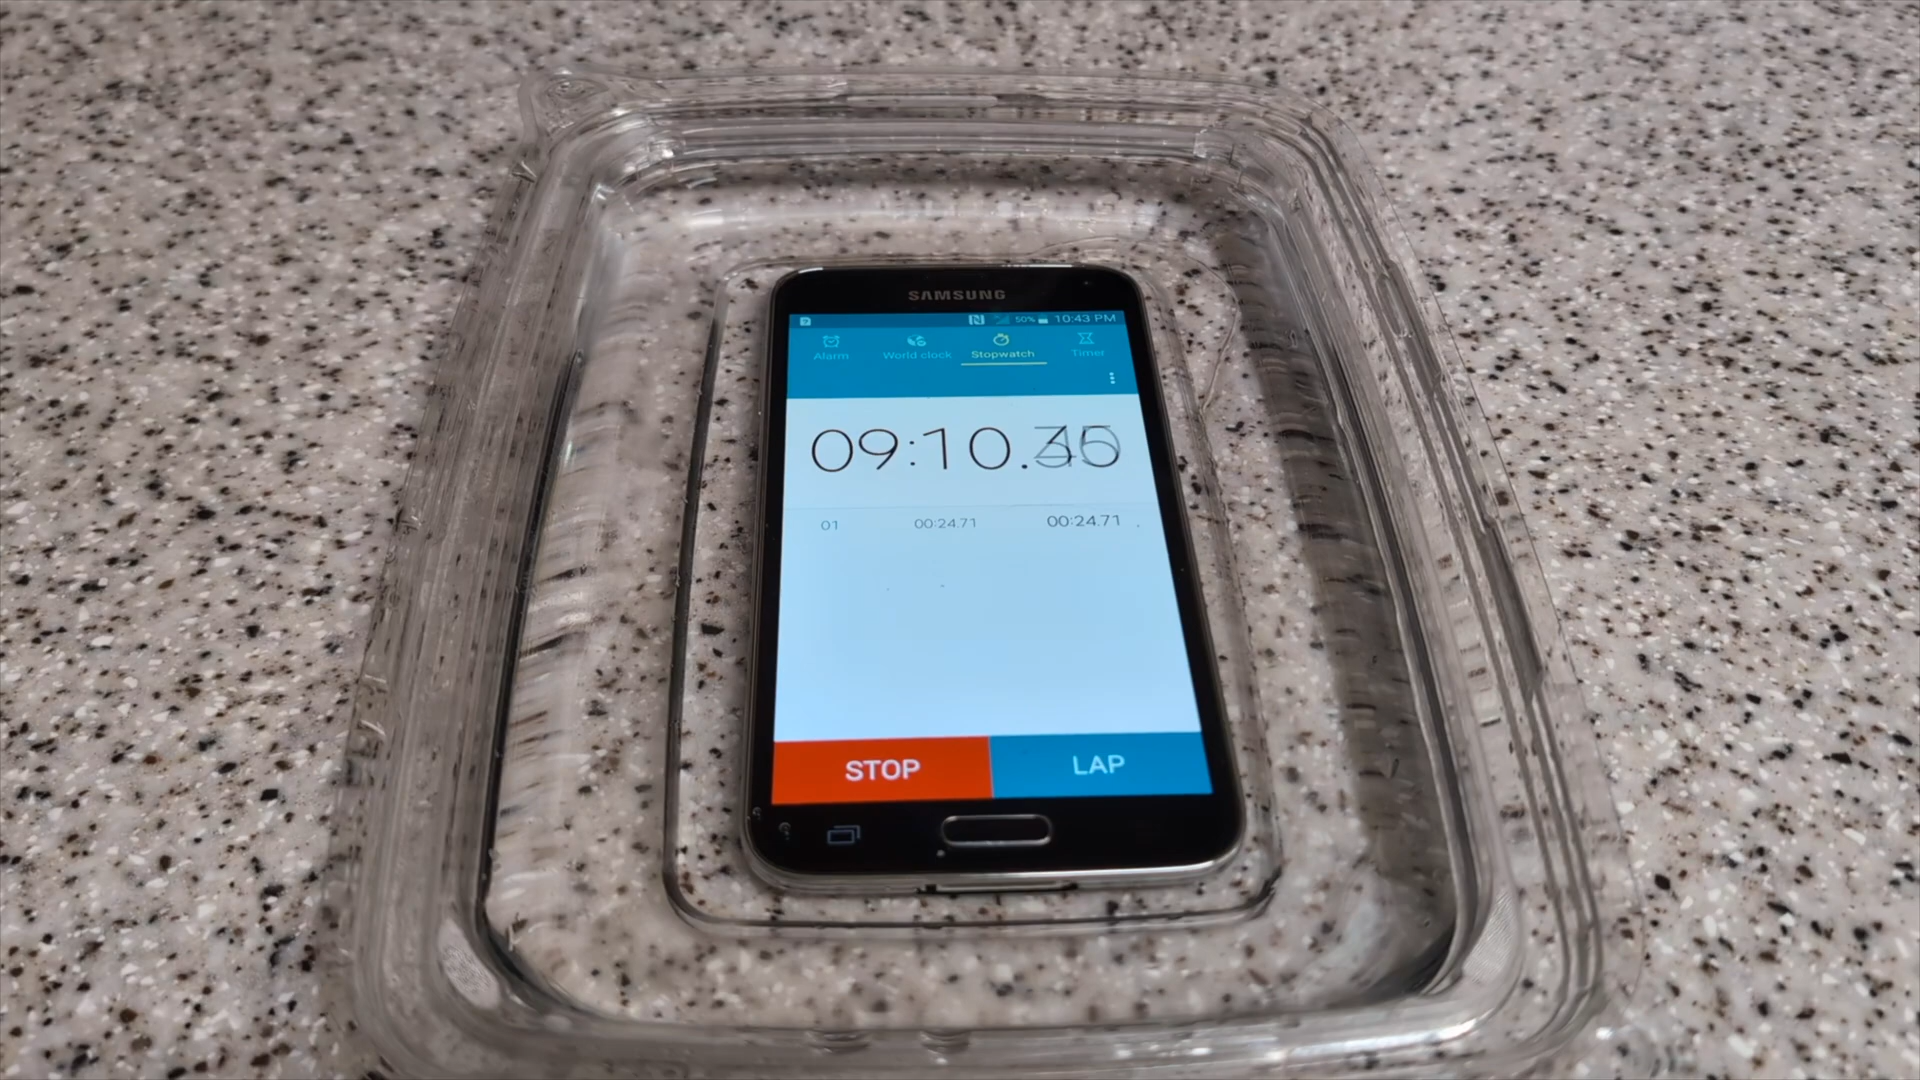 SAMSUNG
50% 10:43 PM
Alarm World clock Stopwatch Timer
09:10.
01 00:24.71 00:24.71
STOP LAP